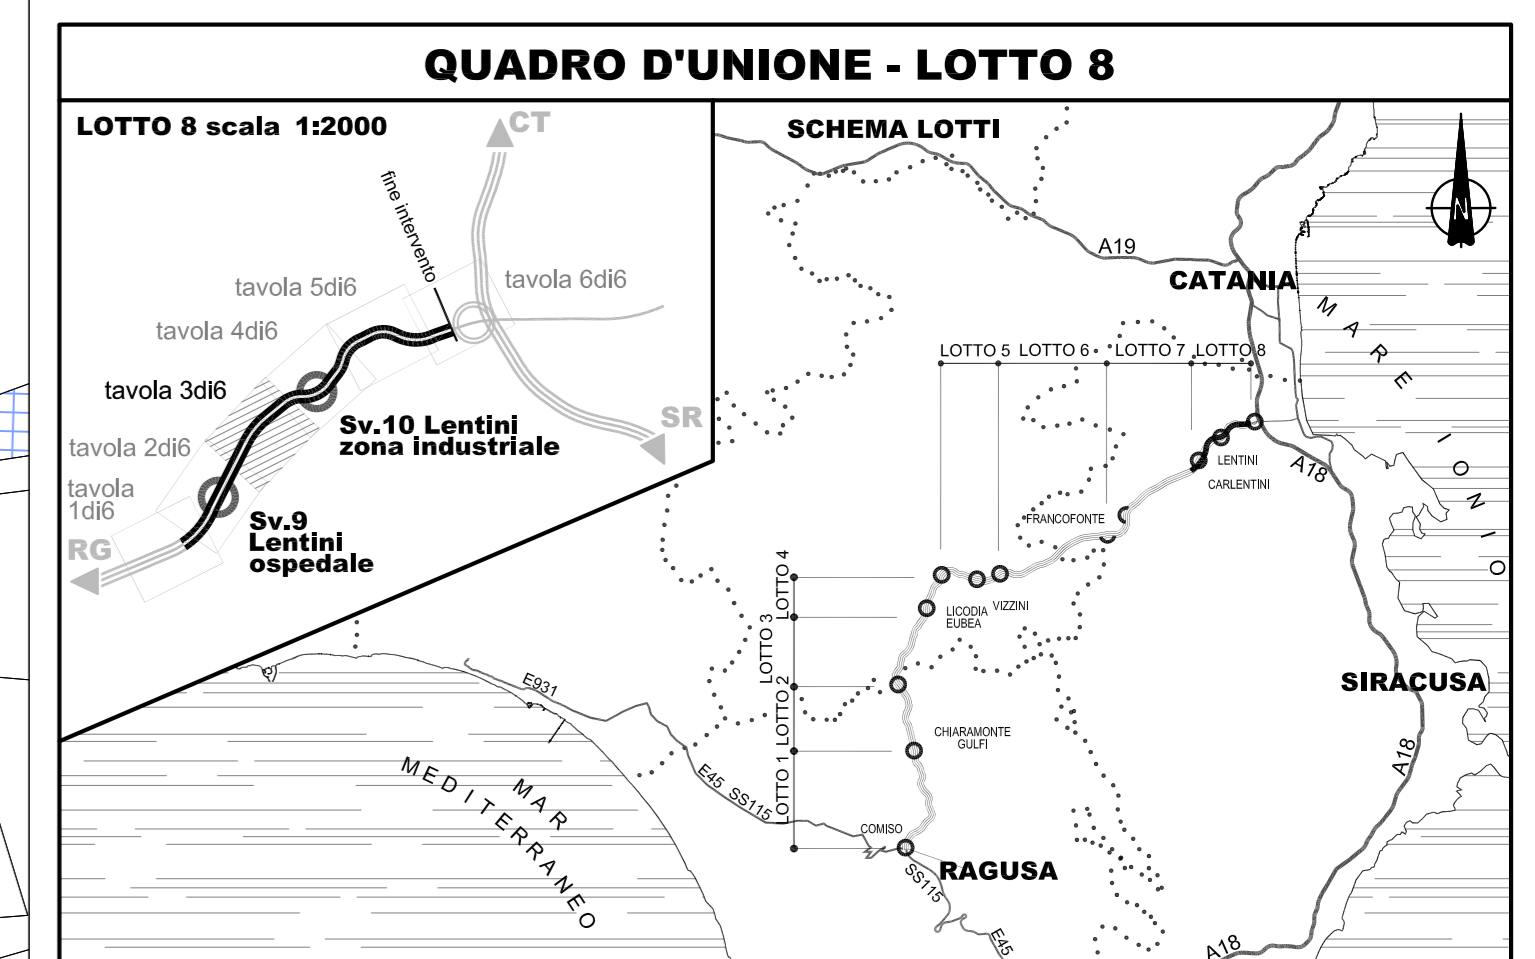 QUADRO D'UNIONE - LOTTO 8
LOTTO 8 scala 1:2000
CT
fine intervento
tavola 5di6
tavola 6di6
tavola 4di6
tavola 3di6
Sv.10 Lentini
zona industriale
SR
tavola 2di6
tavola
1di6
Sv.9
Lentini
ospedale
RG
SCHEMA LOTTI
N
A19
CATANIA
MARE
IONIO
LOTTO 5
LOTTO 6
LOTTO 7
LOTTO 8
LENTINI
CARLENTINI
A18
FRANCOFONTE
LOTTO 4
LOTTO 3
LOTTO 2
LOTTO 1
VIZZINI
LICODIA
EUBEA
SIRACUSA
E931
CHIARAMONTE
GULFI
A18
MAR
MEDITERRANEO
E45 SS115
COMISO
RAGUSA
SS115
E45
A18